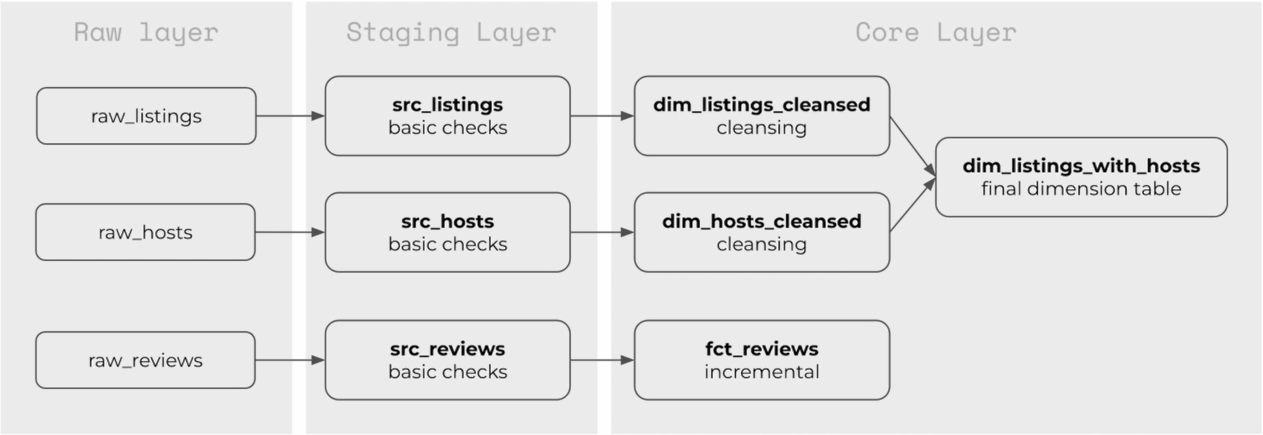 Raw layer
Staging Layer
Core Layer
raw_listings
src_listings
basic checks
dim_listings_cleansed
cleansing
dim_listings_with_hosts
final dimension table
raw_hosts
src_hosts
basic checks
dim_hosts_cleansed
cleansing
raw_reviews
src_reviews
basic checks
fct_reviews
incremental